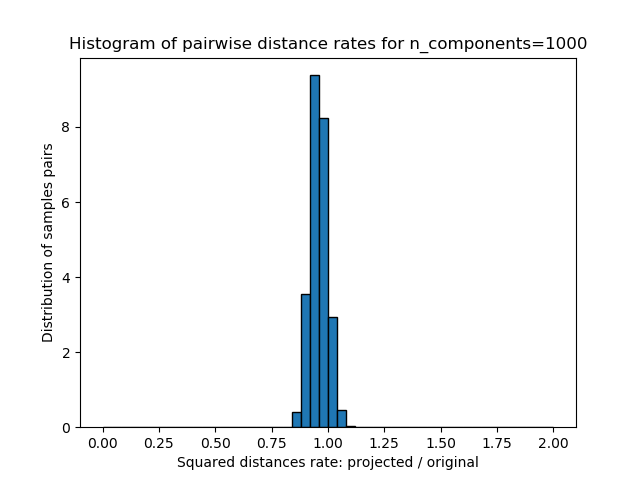 Histogram of pairwise distance rates for n_components=1000
Distribution of samples pairs
8
6
4
2
0
0.00 0.25 0.50 0.75 1.00 1.25 1.50 1.75 2.00
Squared distances rate: projected / original